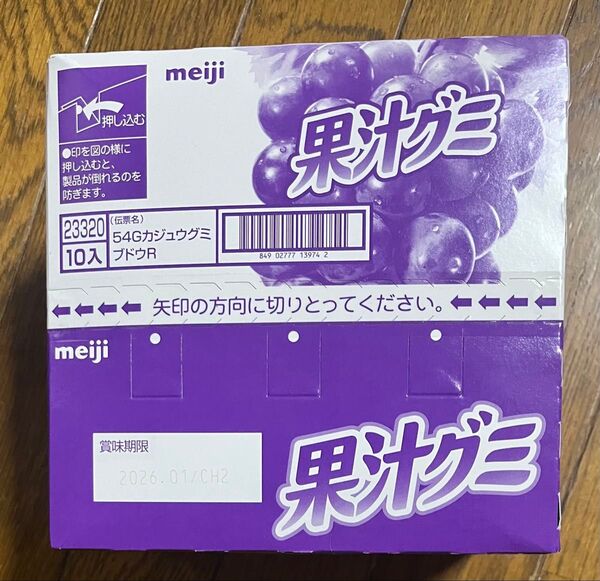 meiji
果汁グミ
押し込む
●印を図の様に
押し込むと、
製品が倒れるのを
防ぎます。
23320
10入
(伝票名)
54Gカジュウグミ
ブドウR
849 02777 13974 2
矢印の方向に切りとってください。
meiji
賞味期限
2026.01/CH2
果汁グミ